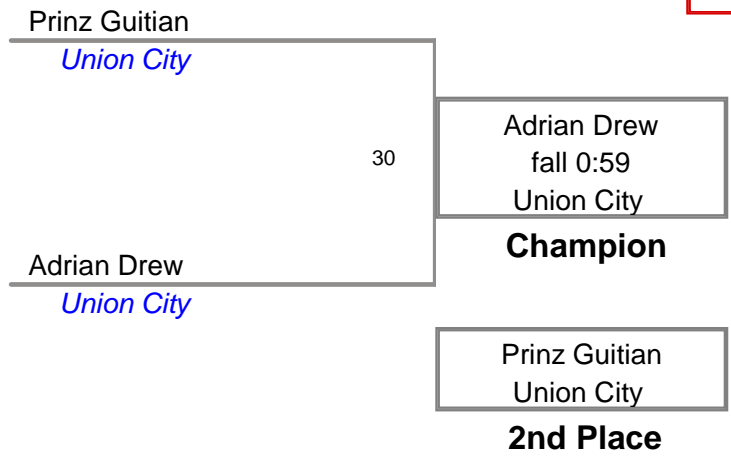 Prinz Guitian
Union City
30
Adrian Drew
fall 0:59
Union City
Champion
Adrian Drew
Union City
Prinz Guitian
Union City
2nd Place